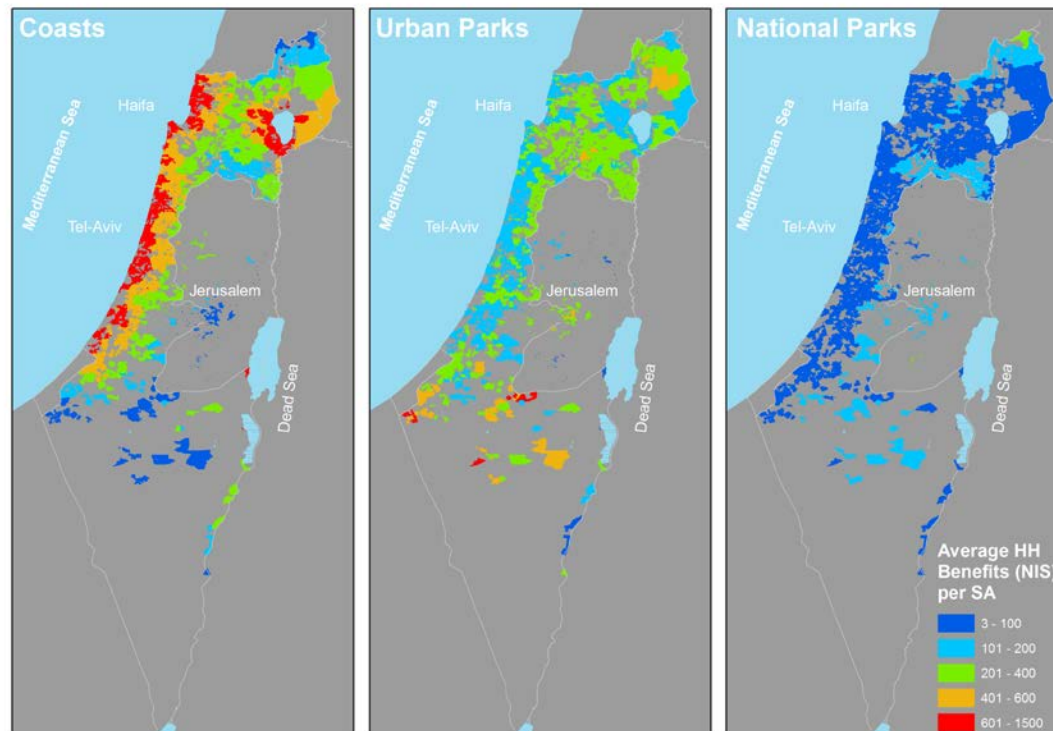 Coasts
Haifa
Mediterranean Sea
Tel-Aviv
Jerusalem
Dead Sea
Urban Parks
Haifa
Mediterranean Sea
Tel-Aviv
Jerusalem
Dead Sea
National Parks
Haifa
Mediterranean Sea
Tel-Aviv
Jerusalem
Dead Sea
Average HH
Benefits (NIS)
per SA
3 - 100
101 - 200
201 - 400
401 - 600
601 - 1500